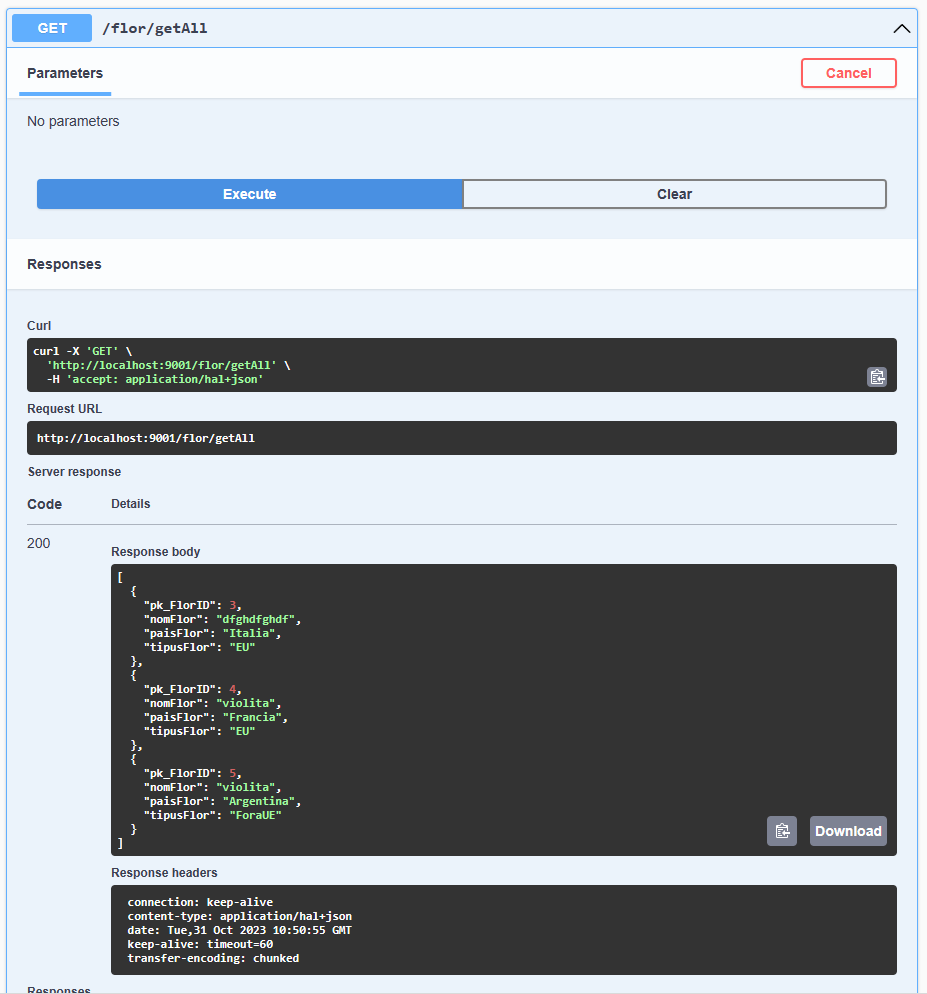 GET /flor/getAll
Parameters Cancel
No parameters
Execute Clear
Responses
Curl
curl -X 'GET' \
  'http://localhost:9001/flor/getAll' \
  -H 'accept: application/hal+json'
Request URL
http://localhost:9001/flor/getAll
Server response
Code Details
200
Response body
[
  {
    "pk_FlorID": 3,
    "nomFlor": "dfghdfghdf",
    "paisFlor": "Italia",
    "tipusFlor": "EU"
  },
  {
    "pk_FlorID": 4,
    "nomFlor": "violita",
    "paisFlor": "Francia",
    "tipusFlor": "EU"
  },
  {
    "pk_FlorID": 5,
    "nomFlor": "violita",
    "paisFlor": "Argentina",
    "tipusFlor": "ForaUE"
  }
]
Download
Response headers
connection: keep-alive
content-type: application/hal+json
date: Tue,31 Oct 2023 10:50:55 GMT
keep-alive: timeout=60
transfer-encoding: chunked
Responses